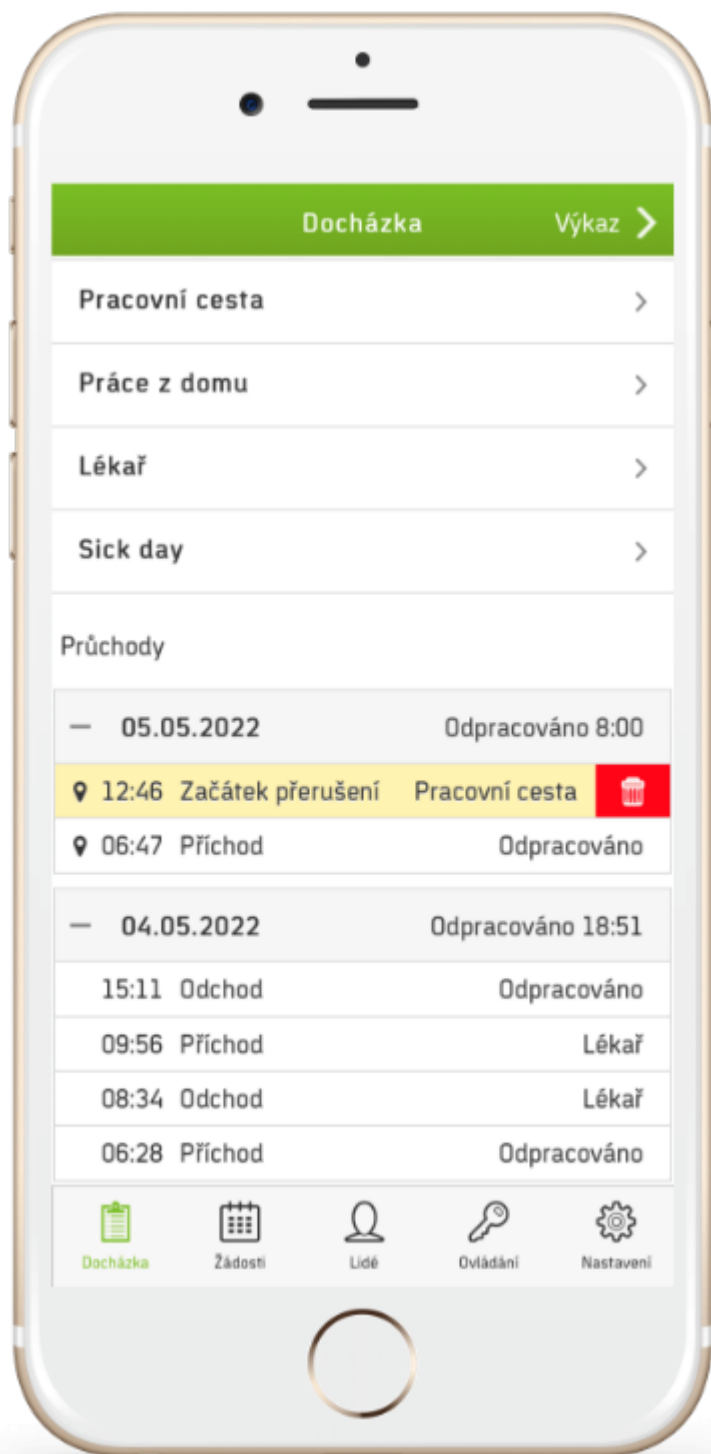 Docházka Výkaz
Pracovní cesta
Práce z domu
Lékař
Sick day
Průchody
05.05.2022 Odpracováno 8:00
12:46 Začátek přerušení Pracovní cesta
06:47 Příchod Odpracováno
04.05.2022 Odpracováno 18:51
15:11 Odchod Odpracováno
09:56 Příchod Lékař
08:34 Odchod Lékař
06:28 Příchod Odpracováno
Docházka Žádosti Lidé Ovládání Nastavení